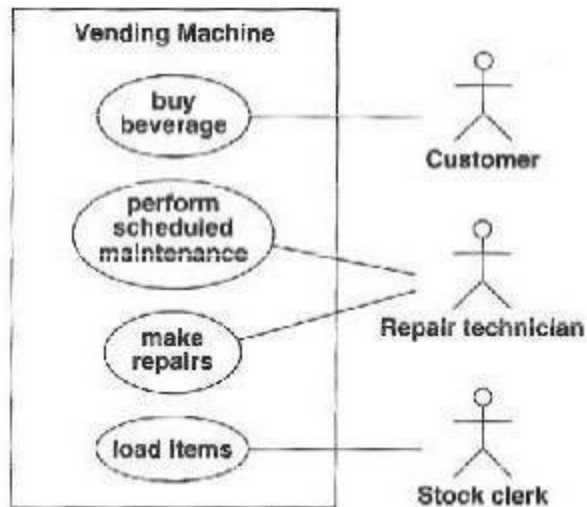 Vending Machine
buy
beverage
Customer
perform
scheduled
maintenance
Repair technician
make
repairs
load items
Stock clerk